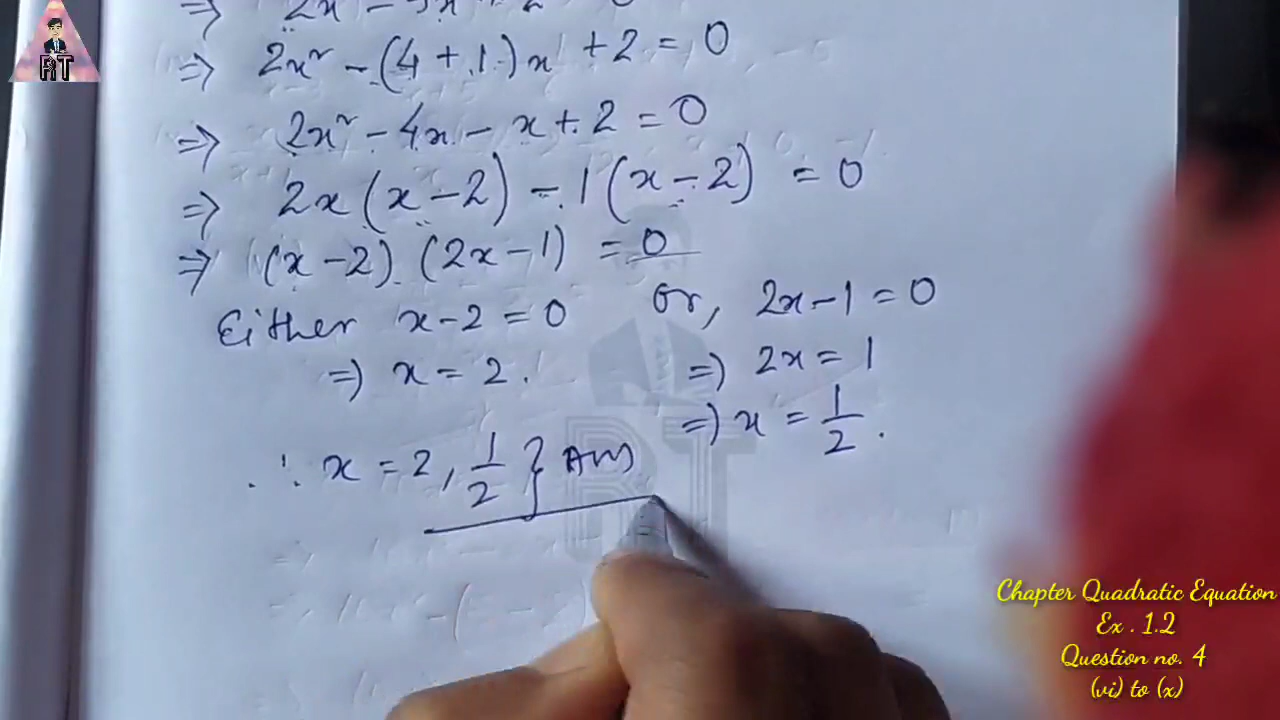 RT
⇒ 2x² - (4 + 1)x + 2 = 0
⇒ 2x² - 4x - x + 2 = 0
⇒ 2x(x-2) - 1(x-2) = 0
⇒ (x-2) (2x-1) = 0
Either x-2 = 0 or, 2x-1 = 0
⇒ x = 2. ⇒ 2x = 1
⇒ x = 1/2.
∴ x = 2, 1/2 } Ans
RT
Chapter Quadratic Equation
Ex . 1.2
Question no. 4
(vi) to (x)